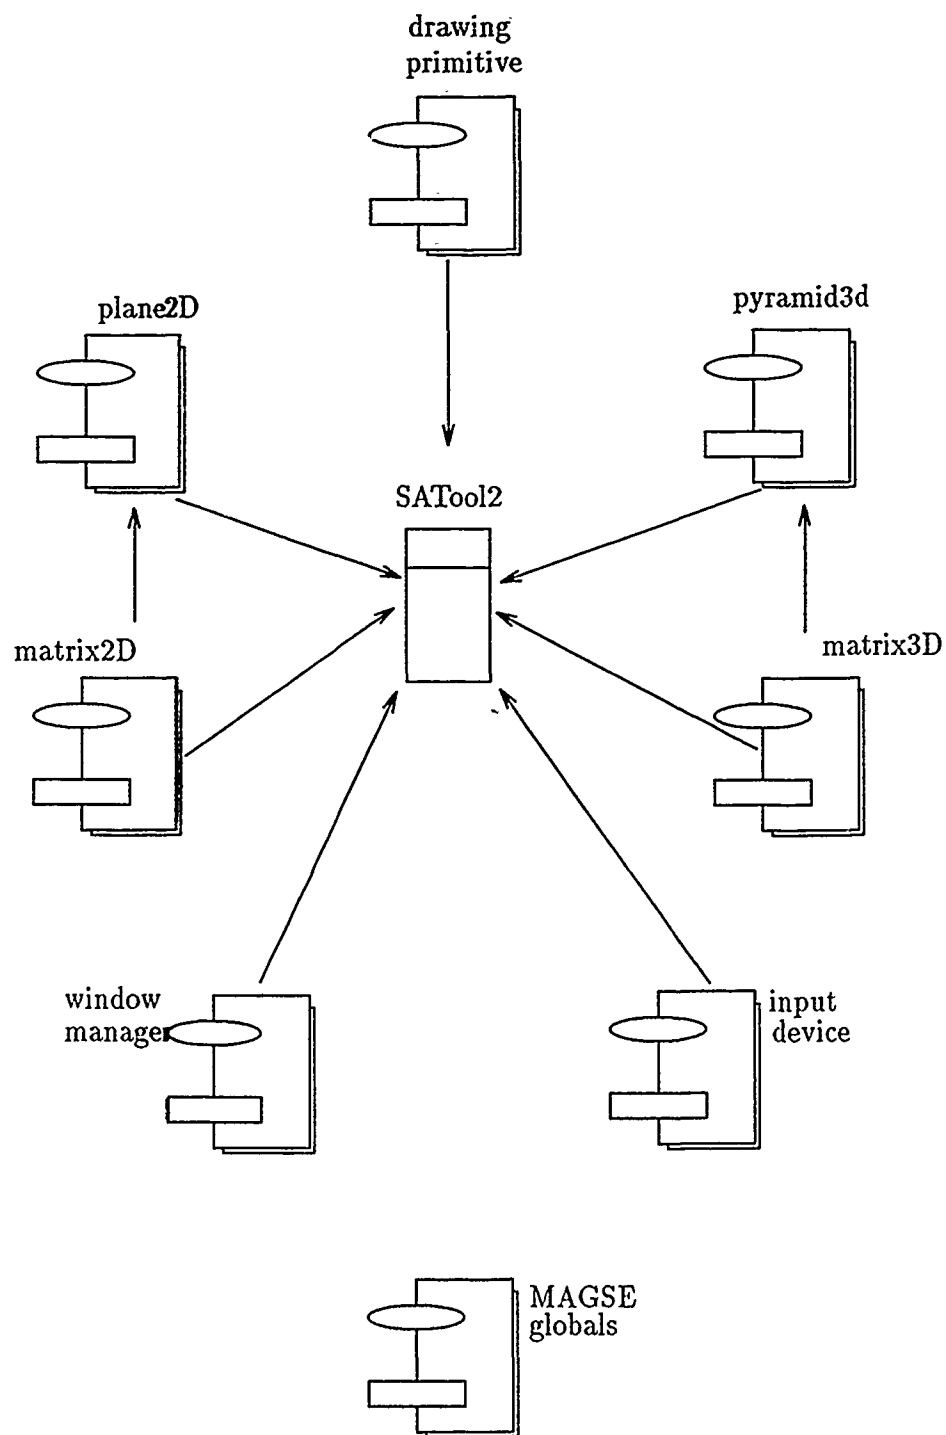 drawing
primitive
plane2D
pyramid3d
SATool2
matrix2D
matrix3D
window
manager
input
device
MAGSE
globals